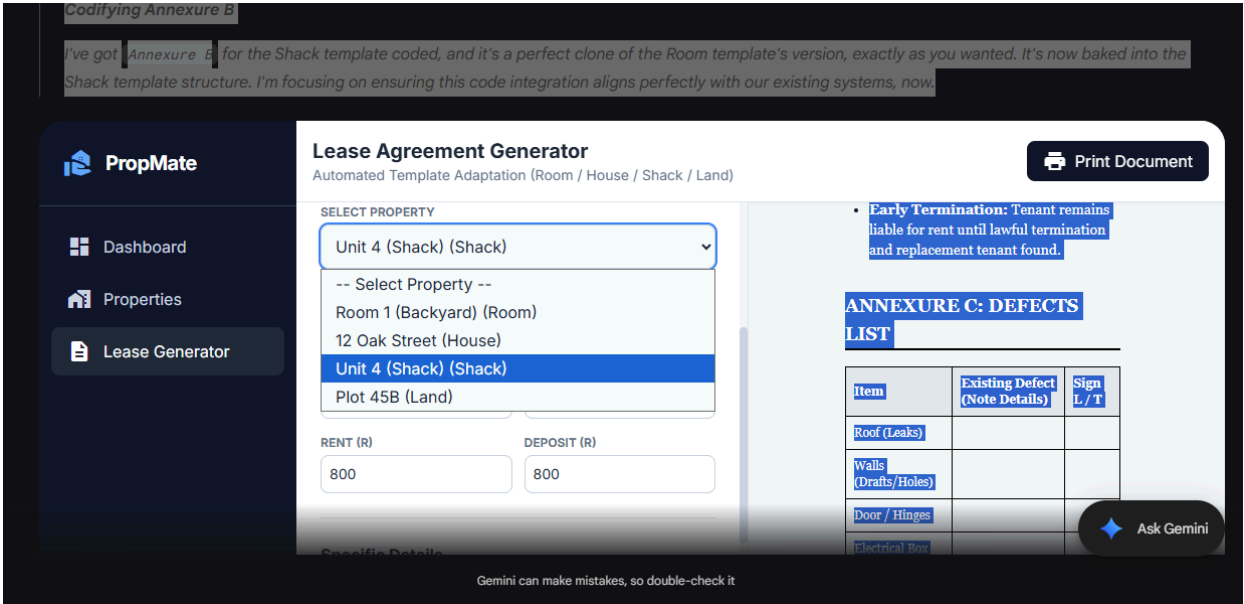 Codifying Annexure B
I've got Annexure B for the Shack template coded, and it's a perfect clone of the Room template's version, exactly as you wanted. It's now baked into the
Shack template structure. I'm focusing on ensuring this code integration aligns perfectly with our existing systems, now.
PropMate
Dashboard
Properties
Lease Generator
Lease Agreement Generator
Automated Template Adaptation (Room / House / Shack / Land)
Print Document
SELECT PROPERTY
Unit 4 (Shack) (Shack)
-- Select Property --
Room 1 (Backyard) (Room)
12 Oak Street (House)
Unit 4 (Shack) (Shack)
Plot 45B (Land)
RENT (R)
DEPOSIT (R)
800
800
Specific Details
• Early Termination: Tenant remains
liable for rent until lawful termination
and replacement tenant found.
ANNEXURE C: DEFECTS
LIST
Item
Existing Defect
(Note Details)
Sign
L / T
Roof (Leaks)
Walls
(Drafts/Holes)
Door / Hinges
Electrical Box
Ask Gemini
Gemini can make mistakes, so double-check it